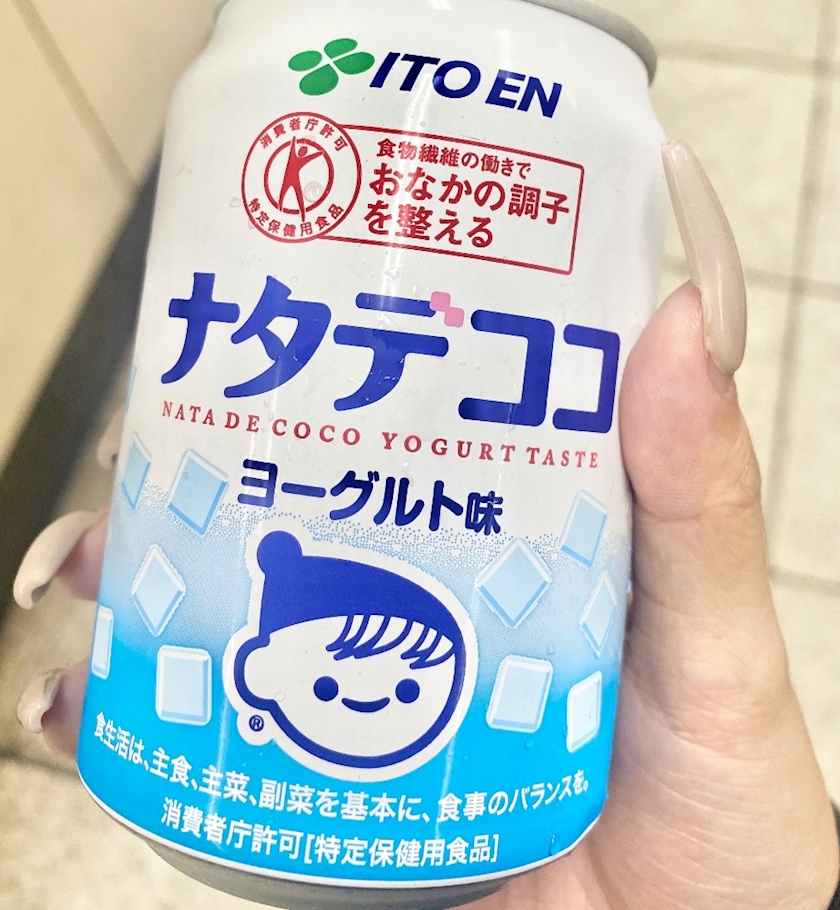 ITO EN
消費者庁許可
特定保健用食品
食物繊維の働きで
おなかの調子
を整える
ナタデココ
NATA DE COCO YOGURT TASTE
ヨーグルト味
®
食生活は、主食、主菜、副菜を基本に、食事のバランスを。
消費者庁許可[特定保健用食品]